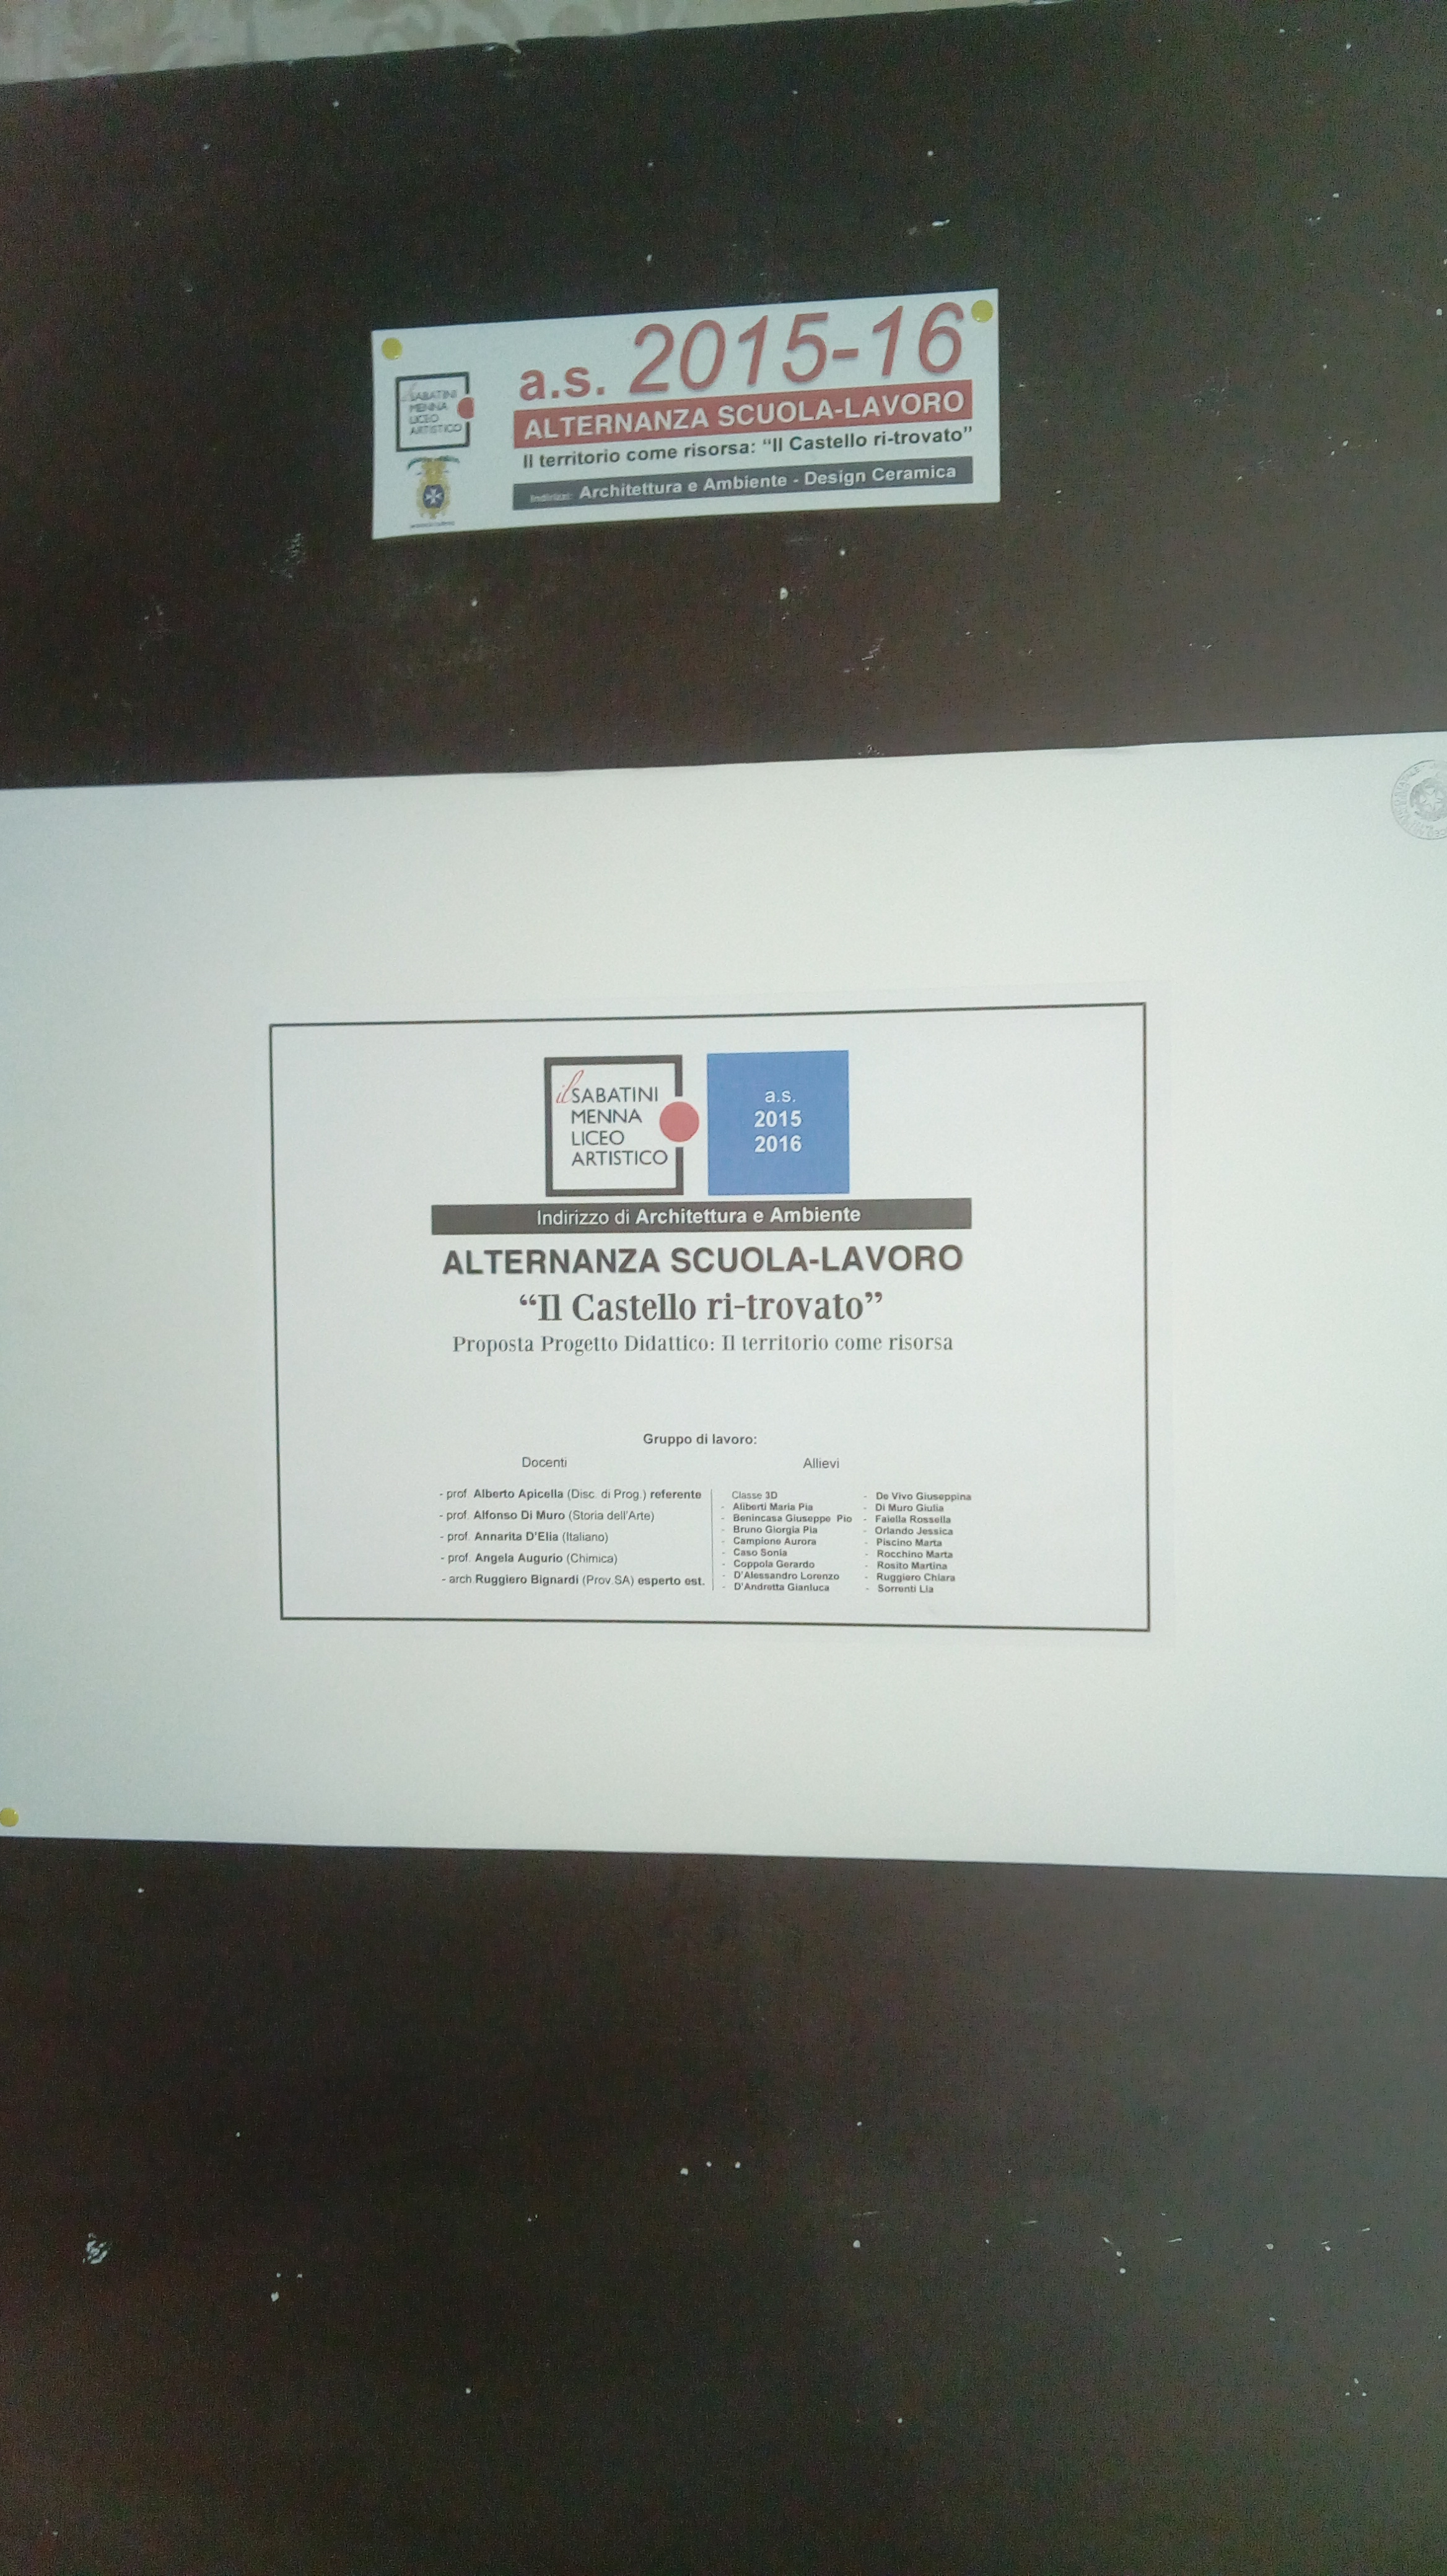 a.s. 2015-16
il SABATINI
MENNA
LICEO
ARTISTICO
ALTERNANZA SCUOLA-LAVORO
Il territorio come risorsa: “Il Castello ri-trovato”
Indirizzi: Architettura e Ambiente - Design Ceramica
il SABATINI
MENNA
LICEO
ARTISTICO
a.s.
2015
2016
Indirizzo di Architettura e Ambiente
ALTERNANZA SCUOLA-LAVORO
“Il Castello ri-trovato”
Proposta Progetto Didattico: Il territorio come risorsa
Gruppo di lavoro:
Docenti
- prof. Alberto Apicella (Disc. di Prog.) referente
- prof. Alfonso Di Muro (Storia dell'Arte)
- prof. Annarita D'Elia (Italiano)
- prof. Angela Augurio (Chimica)
- arch Ruggiero Bignardi (Prov.SA) esperto est.
Allievi
Classe 3D
- Aliberti Maria Pia
- Benincasa Giuseppe Pio
- Bruno Giorgia Pia
- Campione Aurora
- Caso Sonia
- Coppola Gerardo
- D'Alessandro Lorenzo
- D'Andretta Gianluca
- De Vivo Giuseppina
- Di Muro Giulia
- Faiella Rossella
- Orlando Jessica
- Piscino Marta
- Rocchino Marta
- Rosito Martina
- Ruggiero Chiara
- Sorrenti Lia